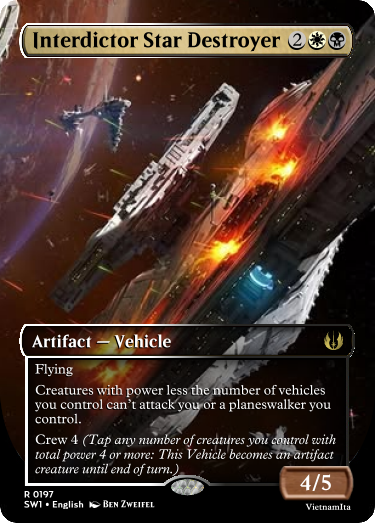 Interdictor Star Destroyer 2
Artifact — Vehicle
Flying
Creatures with power less the number of vehicles
you control can't attack you or a planeswalker you
control.
Crew 4 (Tap any number of creatures you control with
total power 4 or more: This Vehicle becomes an artifact
creature until end of turn.)
4/5
R 0197
SW1 • English Ben Zweifel
VietnamIta